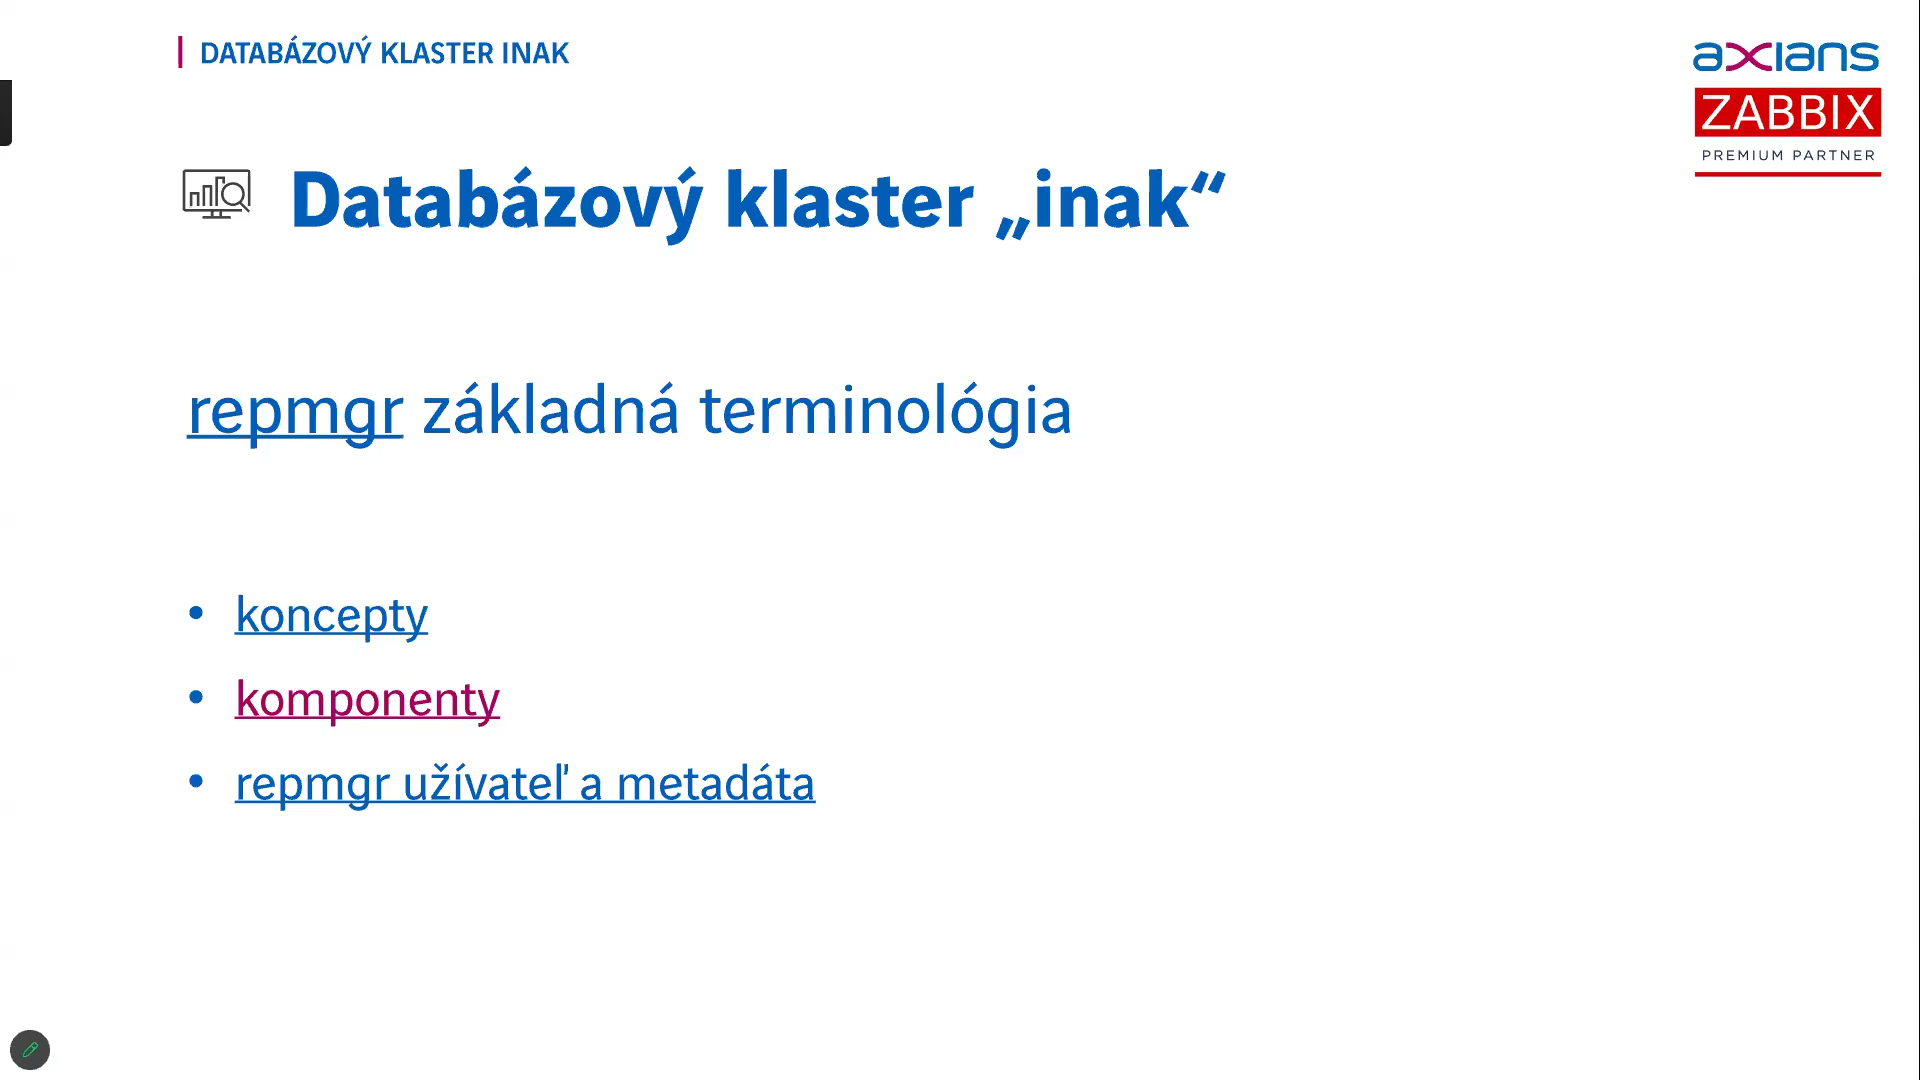 DATABÁZOVÝ KLASTER INAK
axians
ZABBIX
PREMIUM PARTNER
Databázový klaster „inak“
repmgr základná terminológia
• koncepty
• komponenty
• repmgr užívateľ a metadáta